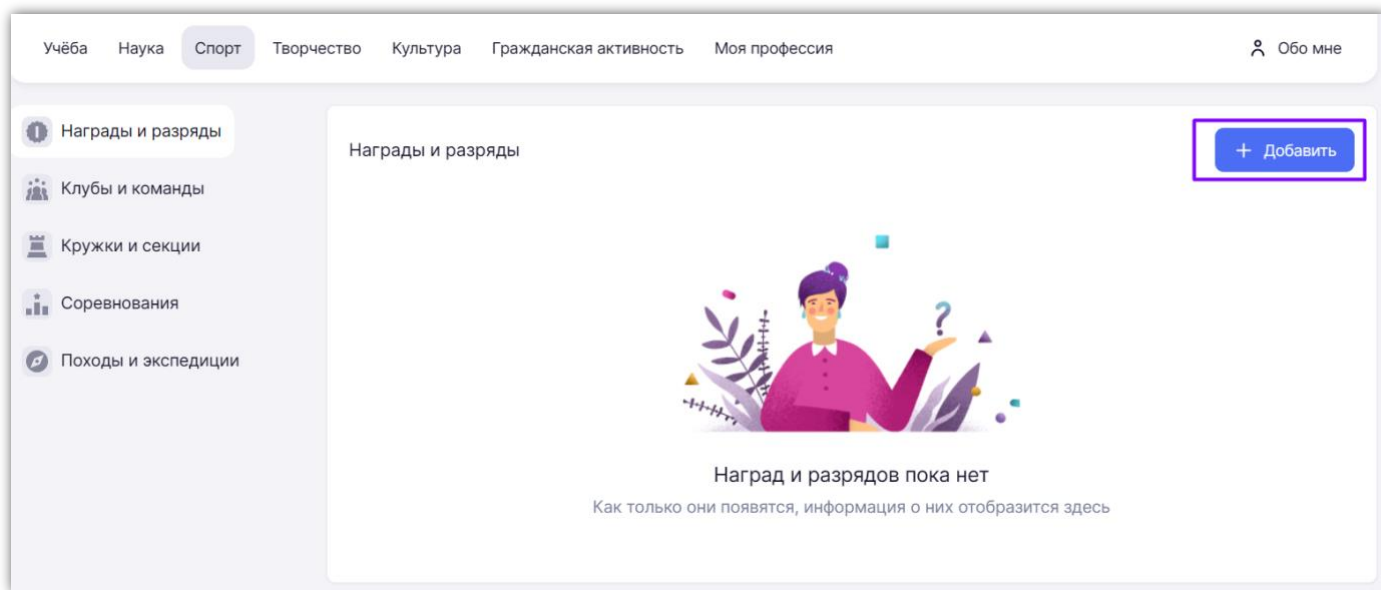 Учёба Наука Спорт Творчество Культура Гражданская активность Моя профессия Обо мне
Награды и разряды
Клубы и команды
Кружки и секции
Соревнования
Походы и экспедиции
Награды и разряды
+ Добавить
Наград и разрядов пока нет
Как только они появятся, информация о них отобразится здесь